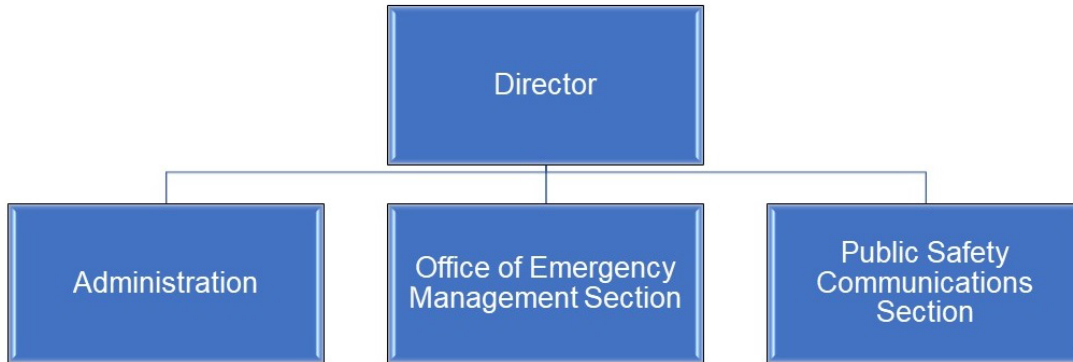 Director
Administration
Office of Emergency
Management Section
Public Safety
Communications
Section